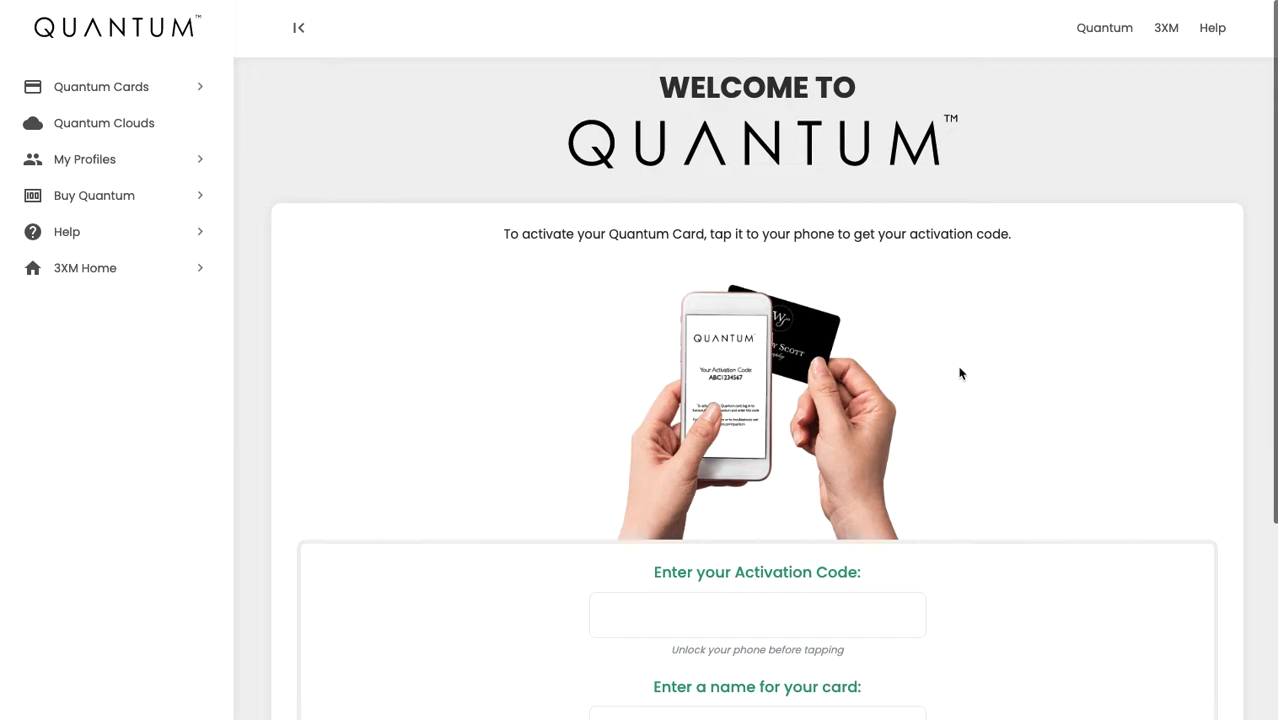 QUANTUM™
Quantum 3XM Help
Quantum Cards
Quantum Clouds
My Profiles
Buy Quantum
Help
3XM Home
WELCOME TO
QUANTUM™
To activate your Quantum Card, tap it to your phone to get your activation code.
QUANTUM
Your Activation Code:
ABC1234567
SCOTT
Enter your Activation Code:
Unlock your phone before tapping
Enter a name for your card: